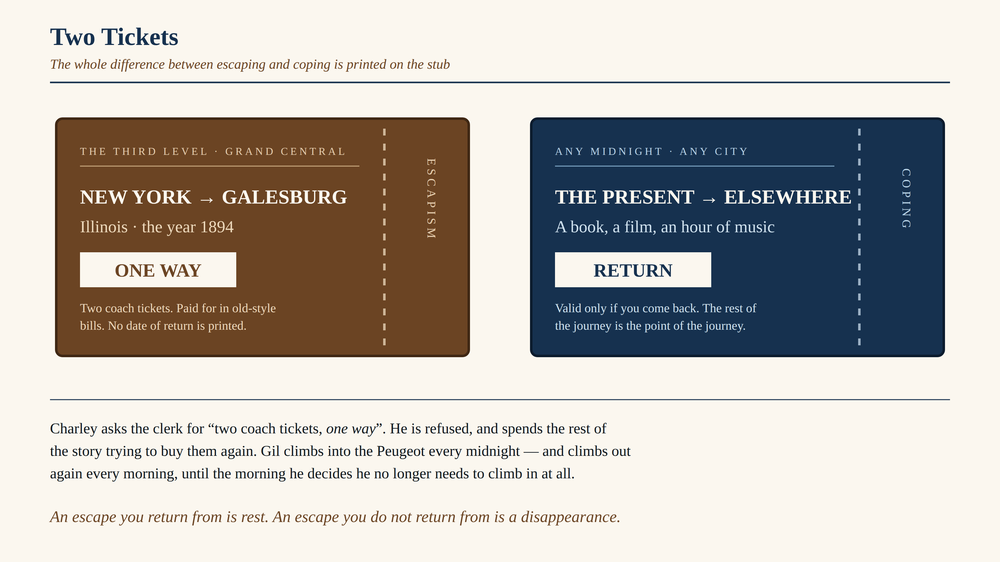 Two Tickets
The whole difference between escaping and coping is printed on the stub
THE THIRD LEVEL · GRAND CENTRAL
NEW YORK → GALESBURG
Illinois · the year 1894
ONE WAY
Two coach tickets. Paid for in old-style
bills. No date of return is printed.
ESCAPISM
ANY MIDNIGHT · ANY CITY
THE PRESENT → ELSEWHERE
A book, a film, an hour of music
RETURN
Valid only if you come back. The rest of
the journey is the point of the journey.
COPING
Charley asks the clerk for “two coach tickets, one way”. He is refused, and spends the rest of
the story trying to buy them again. Gil climbs into the Peugeot every midnight — and climbs out
again every morning, until the morning he decides he no longer needs to climb in at all.
An escape you return from is rest. An escape you do not return from is a disappearance.